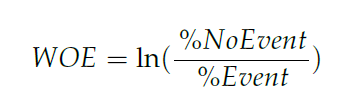 WOE = ln(%NoEvent / %Event)